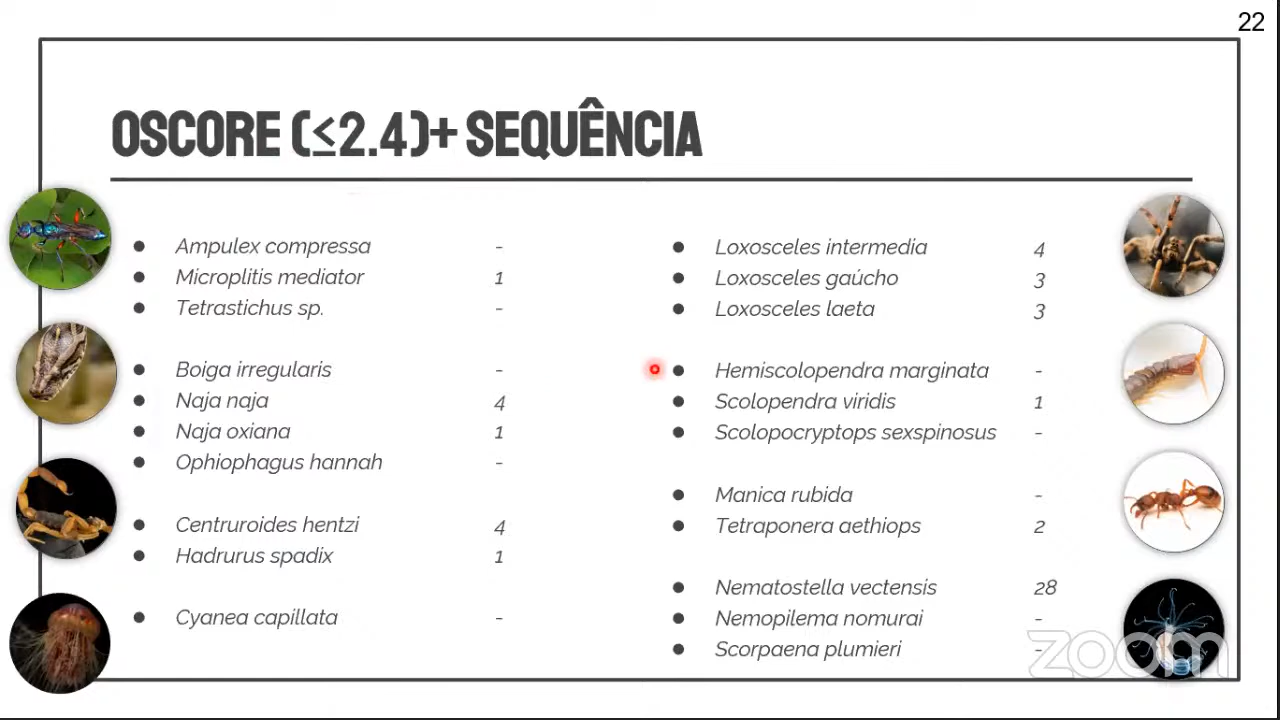 22
OSCORE (≤2.4)+ SEQUÊNCIA
● Ampulex compressa -
● Microplitis mediator 1
● Tetrastichus sp. -
● Boiga irregularis -
● Naja naja 4
● Naja oxiana 1
● Ophiophagus hannah -
● Centruroides hentzi 4
● Hadrurus spadix 1
● Cyanea capillata -
● Loxosceles intermedia 4
● Loxosceles gaúcho 3
● Loxosceles laeta 3
● Hemiscolopendra marginata -
● Scolopendra viridis 1
● Scolopocryptops sexspinosus -
● Manica rubida -
● Tetraponera aethiops 2
● Nematostella vectensis 28
● Nemopilema nomurai -
● Scorpaena plumieri -
zoom